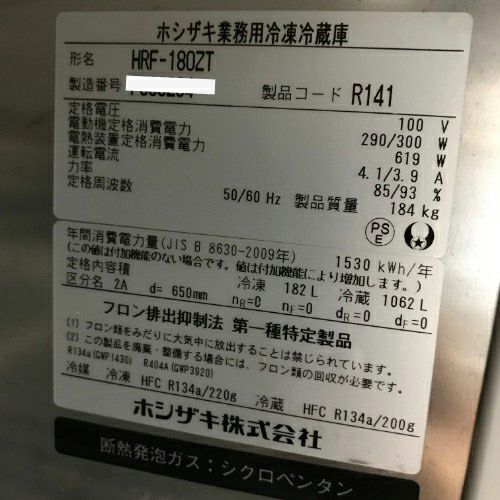 ホシザキ業務用冷凍冷蔵庫
形名 HRF-180ZT
製造番号
製品コード R141
定格電圧 100 V
電動機定格消費電力 290/300 W
電熱装置定格消費電力 619 W
運転電流 4.1/3.9 A
力率 85/93 %
定格周波数 50/60 Hz 製品質量 184 kg
PSE
年間消費電力量(JIS B 8630-2009年) 1530 kWh/年
(この値は付加機能のない場合です。値は付加機能により増加します。)
定格内容積 冷凍 182 L 冷蔵 1062 L
区分名 2A d= 650mm nR=0 nF=0 dR=0 dF=0
フロン排出抑制法 第一種特定製品
(1) フロン類をみだりに大気中に放出することは禁じられています。
(2) この製品を廃棄・整備する場合には、フロン類の回収が必要です。
R134a(GWP1430) R404A(GWP3920)
冷媒 冷凍 HFC R134a/220g 冷蔵 HFC R134a/200g
ホシザキ株式会社
断熱発泡ガス：シクロペンタン